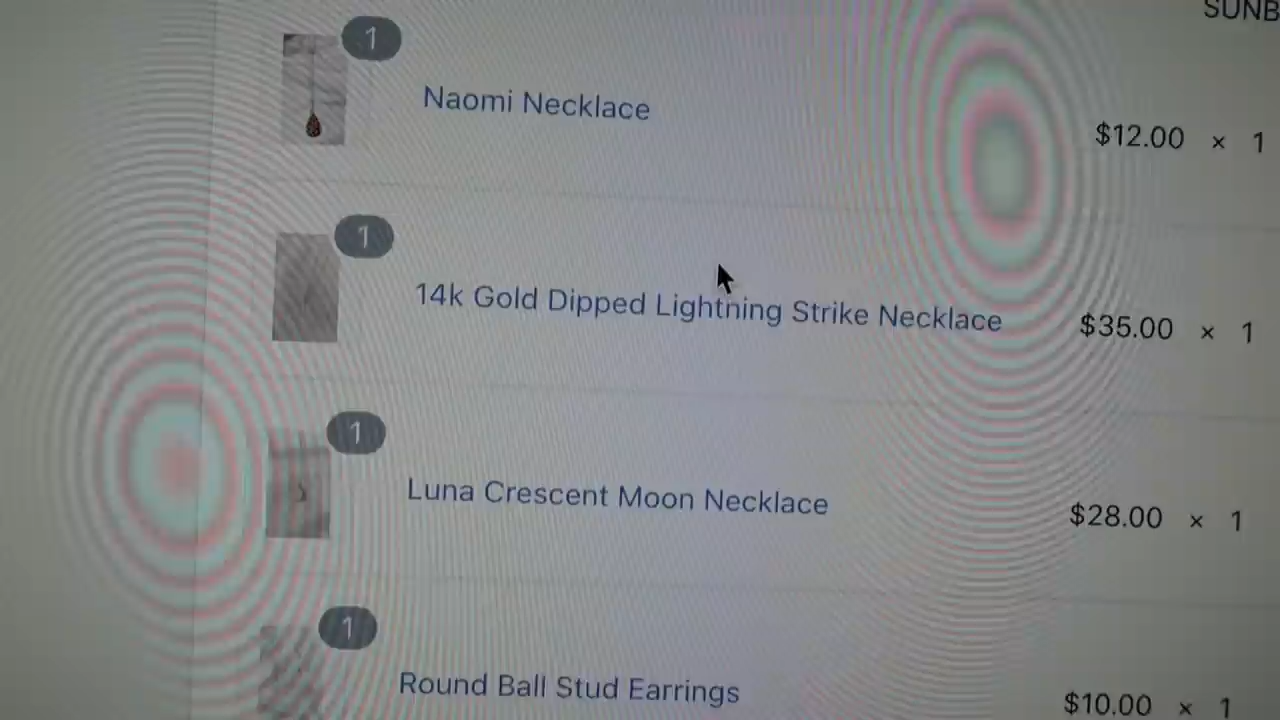 SUNB
1
Naomi Necklace
$12.00 × 1
1
14k Gold Dipped Lightning Strike Necklace
$35.00 × 1
1
Luna Crescent Moon Necklace
$28.00 × 1
1
Round Ball Stud Earrings
$10.00 × 1